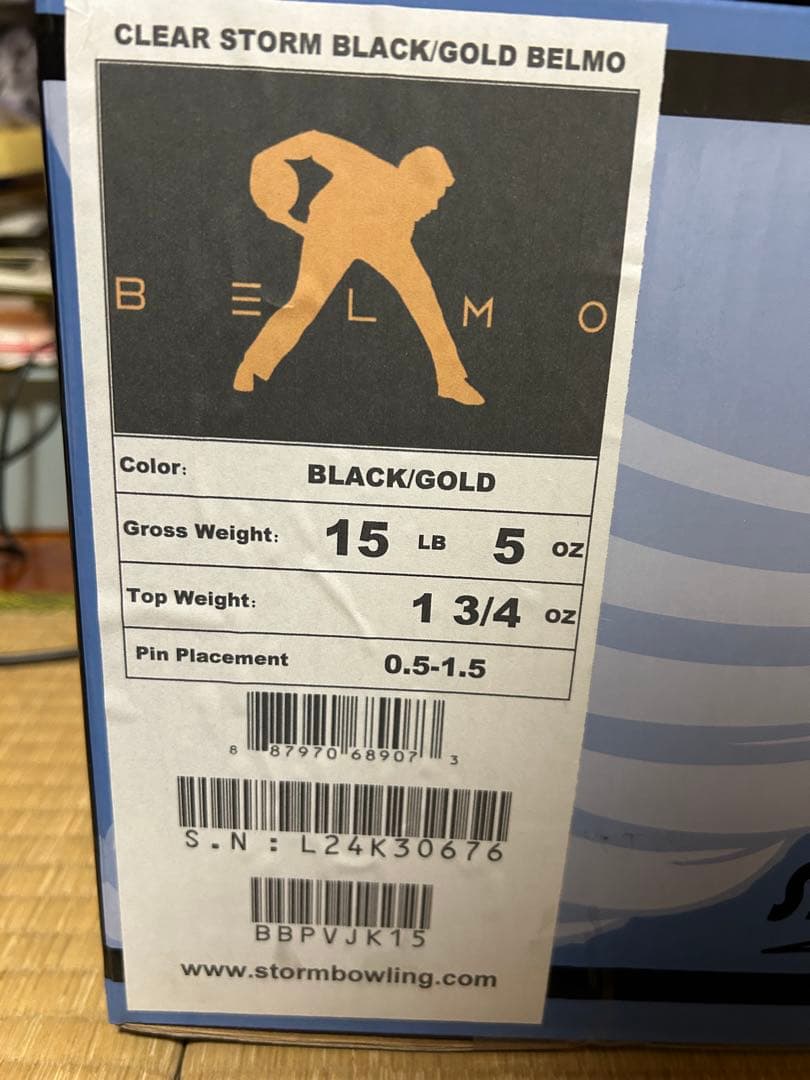 CLEAR STORM BLACK/GOLD BELMO
B E L M O
Color: BLACK/GOLD
Gross Weight: 15 LB 5 oz
Top Weight: 1 3/4 oz
Pin Placement 0.5-1.5
8 87970 68907 3
S.N : L24K30676
BBPVJK15
www.stormbowling.com